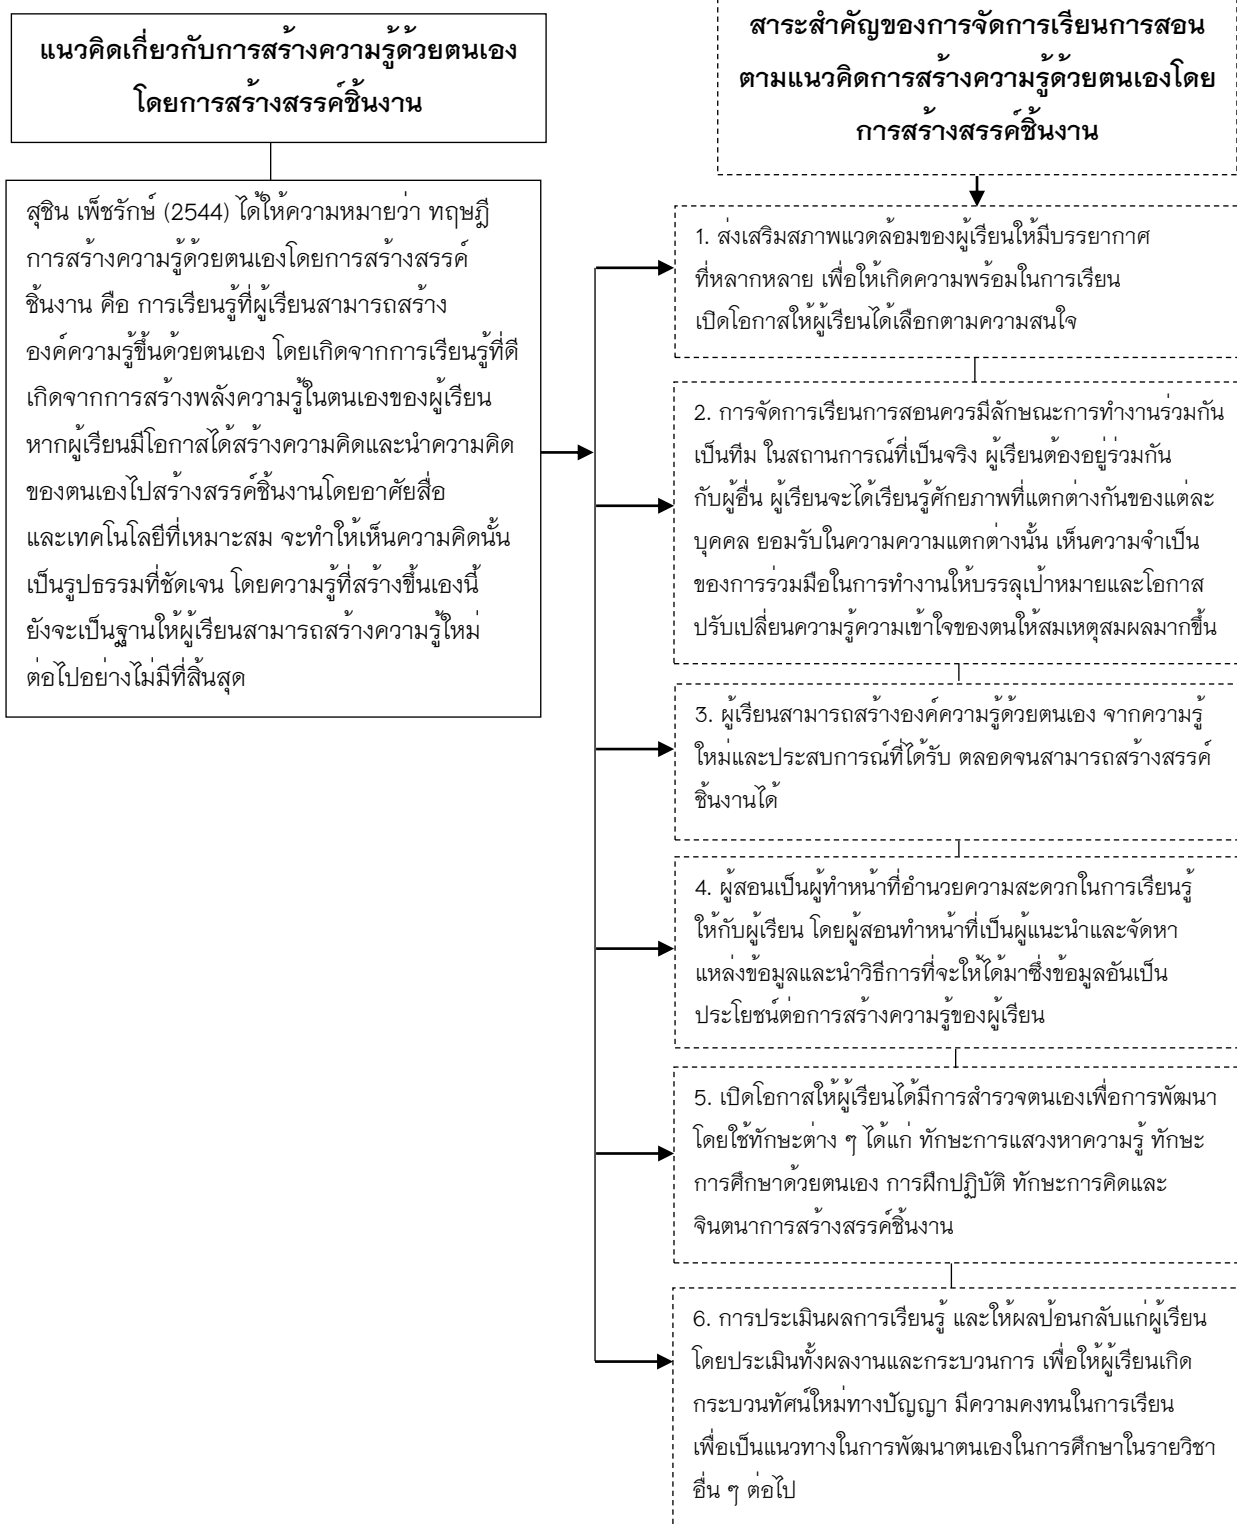 แนวคิดเกี่ยวกับการสร้างความรู้ด้วยตนเอง
โดยการสร้างสรรค์ชิ้นงาน
สุชิน เพ็ชรักษ์ (2544) ได้ให้ความหมายว่า ทฤษฎี
การสร้างความรู้ด้วยตนเองโดยการสร้างสรรค์
ชิ้นงาน คือ การเรียนรู้ที่ผู้เรียนสามารถสร้าง
องค์ความรู้ขึ้นด้วยตนเอง โดยเกิดจากการเรียนรู้ที่ดี
เกิดจากการสร้างพลังความรู้ในตนเองของผู้เรียน
หากผู้เรียนมีโอกาสได้สร้างความคิดและนำความคิด
ของตนเองไปสร้างสรรค์ชิ้นงานโดยอาศัยสื่อ
และเทคโนโลยีที่เหมาะสม จะทำให้เห็นความคิดนั้น
เป็นรูปธรรมที่ชัดเจน โดยความรู้ที่สร้างขึ้นเองนี้
ยังจะเป็นฐานให้ผู้เรียนสามารถสร้างความรู้ใหม่
ต่อไปอย่างไม่มีที่สิ้นสุด
สาระสำคัญของการจัดการเรียนการสอน
ตามแนวคิดการสร้างความรู้ด้วยตนเองโดย
การสร้างสรรค์ชิ้นงาน
1. ส่งเสริมสภาพแวดล้อมของผู้เรียนให้มีบรรยากาศ
ที่หลากหลาย เพื่อให้เกิดความพร้อมในการเรียน
เปิดโอกาสให้ผู้เรียนได้เลือกตามความสนใจ
2. การจัดการเรียนการสอนควรมีลักษณะการทำงานร่วมกัน
เป็นทีม ในสถานการณ์ที่เป็นจริง ผู้เรียนต้องอยู่ร่วมกัน
กับผู้อื่น ผู้เรียนจะได้เรียนรู้ศักยภาพที่แตกต่างกันของแต่ละ
บุคคล ยอมรับในความความแตกต่างนั้น เห็นความจำเป็น
ของการร่วมมือในการทำงานให้บรรลุเป้าหมายและโอกาส
ปรับเปลี่ยนความรู้ความเข้าใจของตนให้สมเหตุสมผลมากขึ้น
3. ผู้เรียนสามารถสร้างองค์ความรู้ด้วยตนเอง จากความรู้
ใหม่และประสบการณ์ที่ได้รับ ตลอดจนสามารถสร้างสรรค์
ชิ้นงานได้
4. ผู้สอนเป็นผู้ทำหน้าที่อำนวยความสะดวกในการเรียนรู้
ให้กับผู้เรียน โดยผู้สอนทำหน้าที่เป็นผู้แนะนำและจัดหา
แหล่งข้อมูลและนำวิธีการที่จะให้ได้มาซึ่งข้อมูลอันเป็น
ประโยชน์ต่อการสร้างความรู้ของผู้เรียน
5. เปิดโอกาสให้ผู้เรียนได้มีการสำรวจตนเองเพื่อการพัฒนา
โดยใช้ทักษะต่าง ๆ ได้แก่ ทักษะการแสวงหาความรู้ ทักษะ
การศึกษาด้วยตนเอง การฝึกปฏิบัติ ทักษะการคิดและ
จินตนาการสร้างสรรค์ชิ้นงาน
6. การประเมินผลการเรียนรู้ และให้ผลป้อนกลับแก่ผู้เรียน
โดยประเมินทั้งผลงานและกระบวนการ เพื่อให้ผู้เรียนเกิด
กระบวนทัศน์ใหม่ทางปัญญา มีความคงทนในการเรียน
เพื่อเป็นแนวทางในการพัฒนาตนเองในการศึกษาในรายวิชา
อื่น ๆ ต่อไป